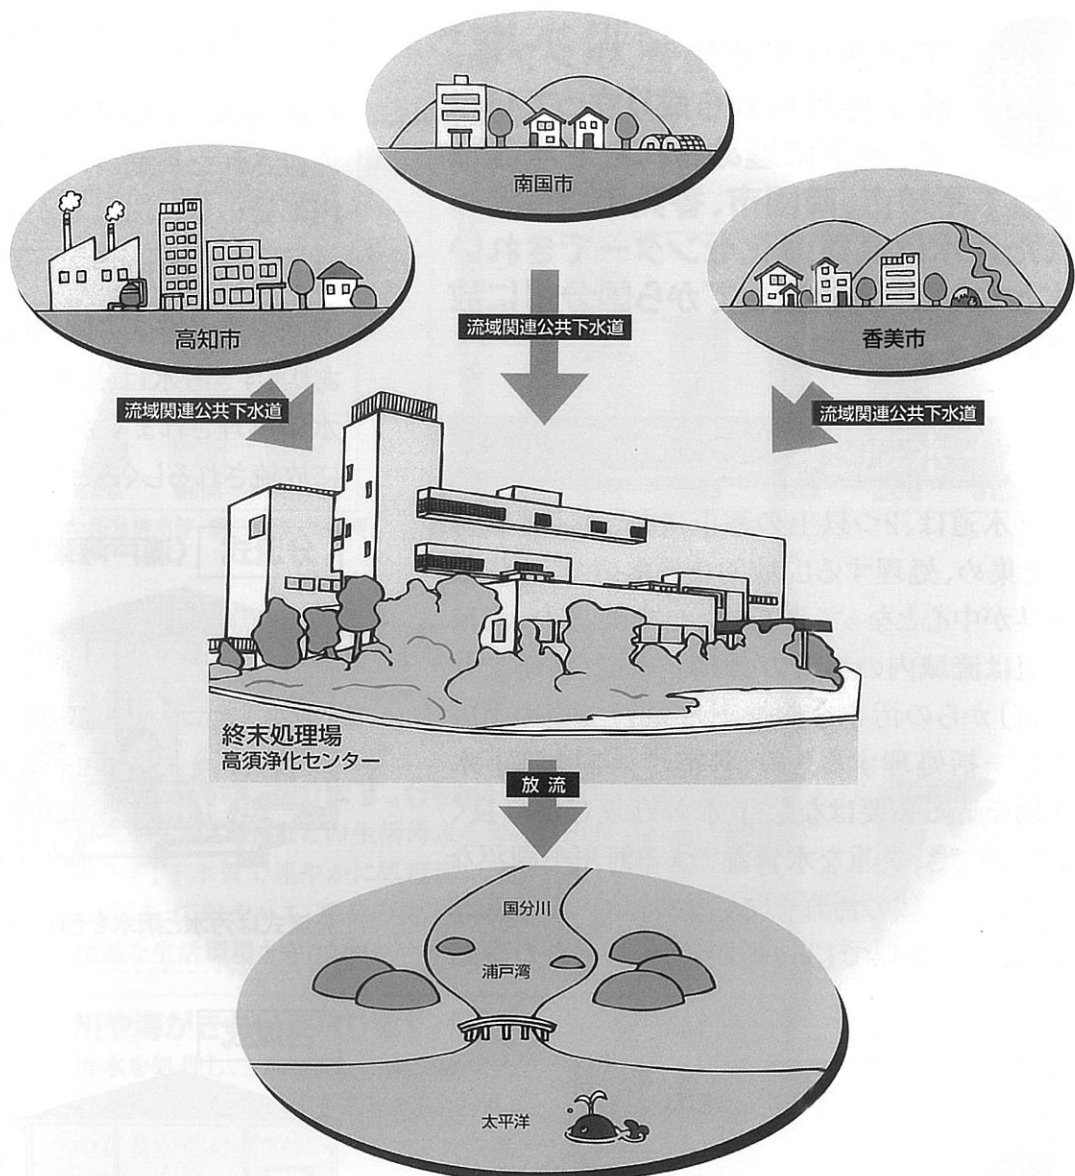 南国市
高知市
香美市
流域関連公共下水道
流域関連公共下水道
流域関連公共下水道
終末処理場
高須浄化センター
放流
国分川
浦戸湾
太平洋